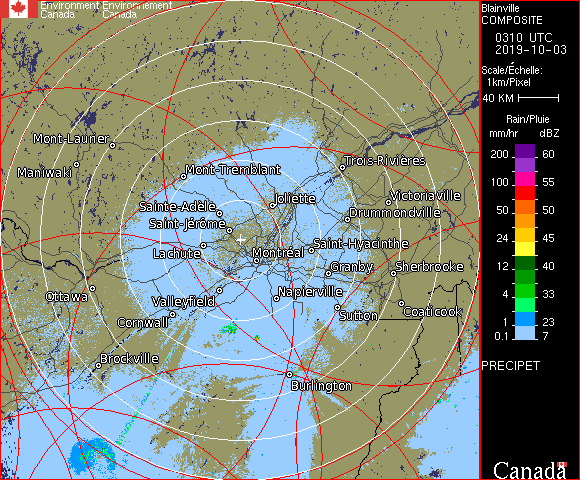 Environment Environnement
Canada Canada
Blainville
COMPOSITE
0310 UTC
2019-10-03
Scale/Échelle:
1km/Pixel
40 KM
Rain/Pluie
mm/hr dBZ
200 60
100 55
50 50
24 45
12 40
4 33
1 23
0.1 7
PRECIPET
Canada
Mont-Laurier
Maniwaki
Mont-Tremblant
Trois-Rivières
Sainte-Adèle
Joliette
Victoriaville
Drummondville
Saint-Jérôme
Lachute
Montréal
Saint-Hyacinthe
Granby
Sherbrooke
Ottawa
Valleyfield
Napierville
Cornwall
Sutton
Coaticook
Brockville
Burlington